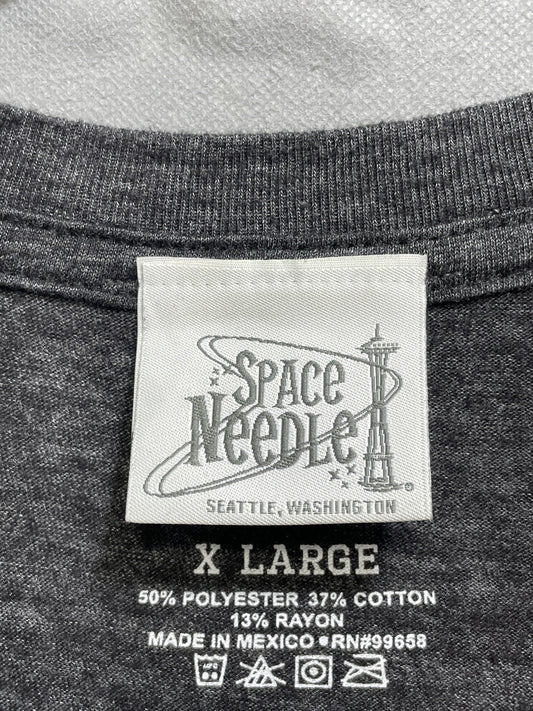 SPACE
NEEDLE
SEATTLE, WASHINGTON
X LARGE
50% POLYESTER 37% COTTON
13% RAYON
MADE IN MEXICO • RN#99658